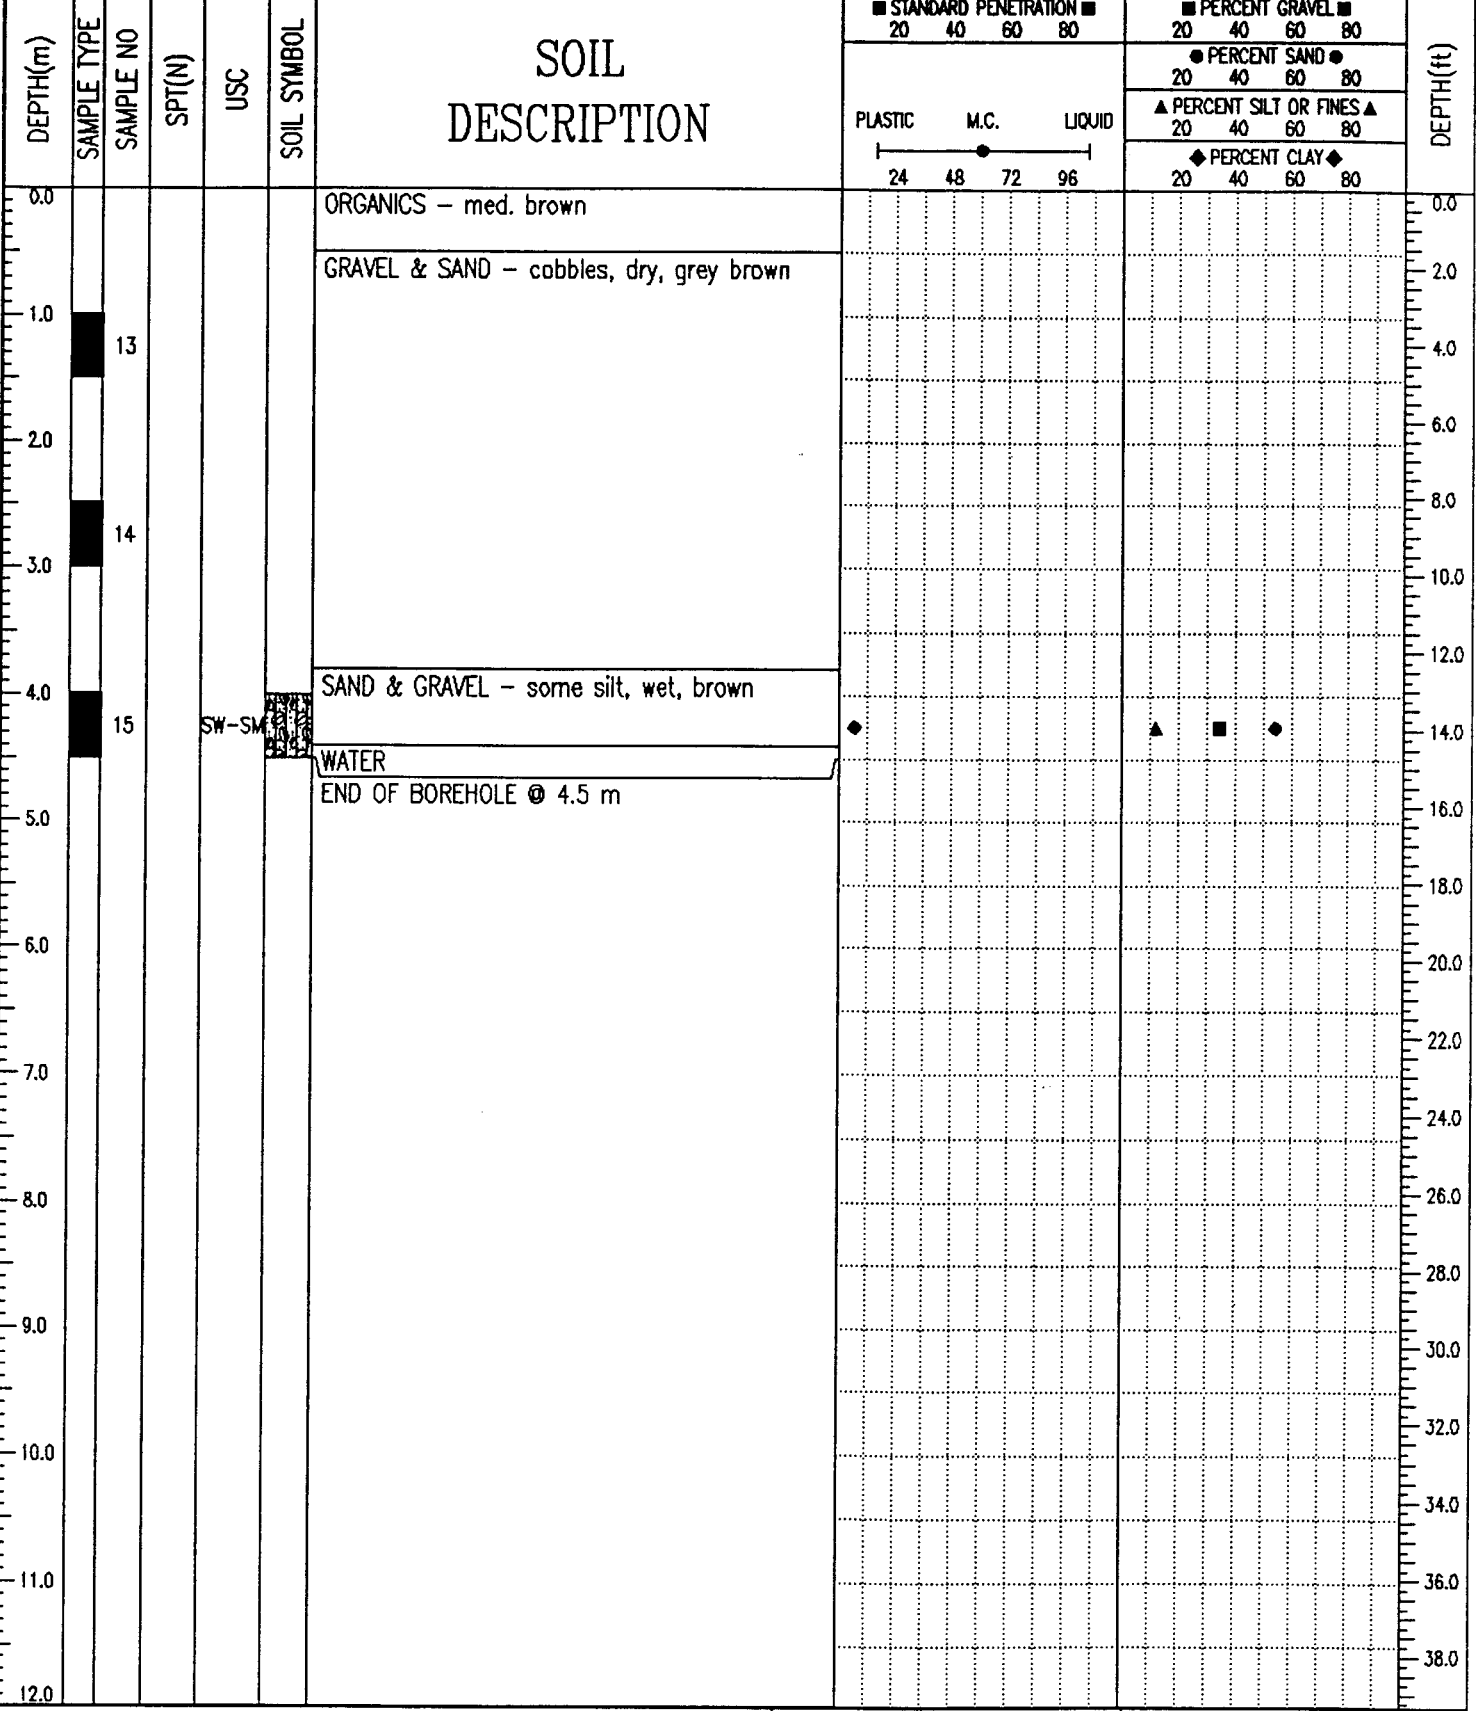 DEPTH(m)
SAMPLE TYPE
SAMPLE NO
SPT(N)
USC
SOIL SYMBOL
SOIL
DESCRIPTION
■ STANDARD PENETRATION ■
20 40 60 80
PLASTIC M.C. LIQUID
24 48 72 96
■ PERCENT GRAVEL ■
20 40 60 80
● PERCENT SAND ●
20 40 60 80
▲ PERCENT SILT OR FINES ▲
20 40 60 80
◆ PERCENT CLAY ◆
20 40 60 80
DEPTH(ft)
0.0
ORGANICS – med. brown
0.0
GRAVEL & SAND – cobbles, dry, grey brown
2.0
1.0
13
4.0
6.0
2.0
8.0
14
3.0
10.0
12.0
4.0
SAND & GRAVEL – some silt, wet, brown
15
SW-SM
14.0
WATER
END OF BOREHOLE @ 4.5 m
16.0
5.0
18.0
6.0
20.0
22.0
7.0
24.0
8.0
26.0
28.0
9.0
30.0
32.0
10.0
34.0
11.0
36.0
38.0
12.0